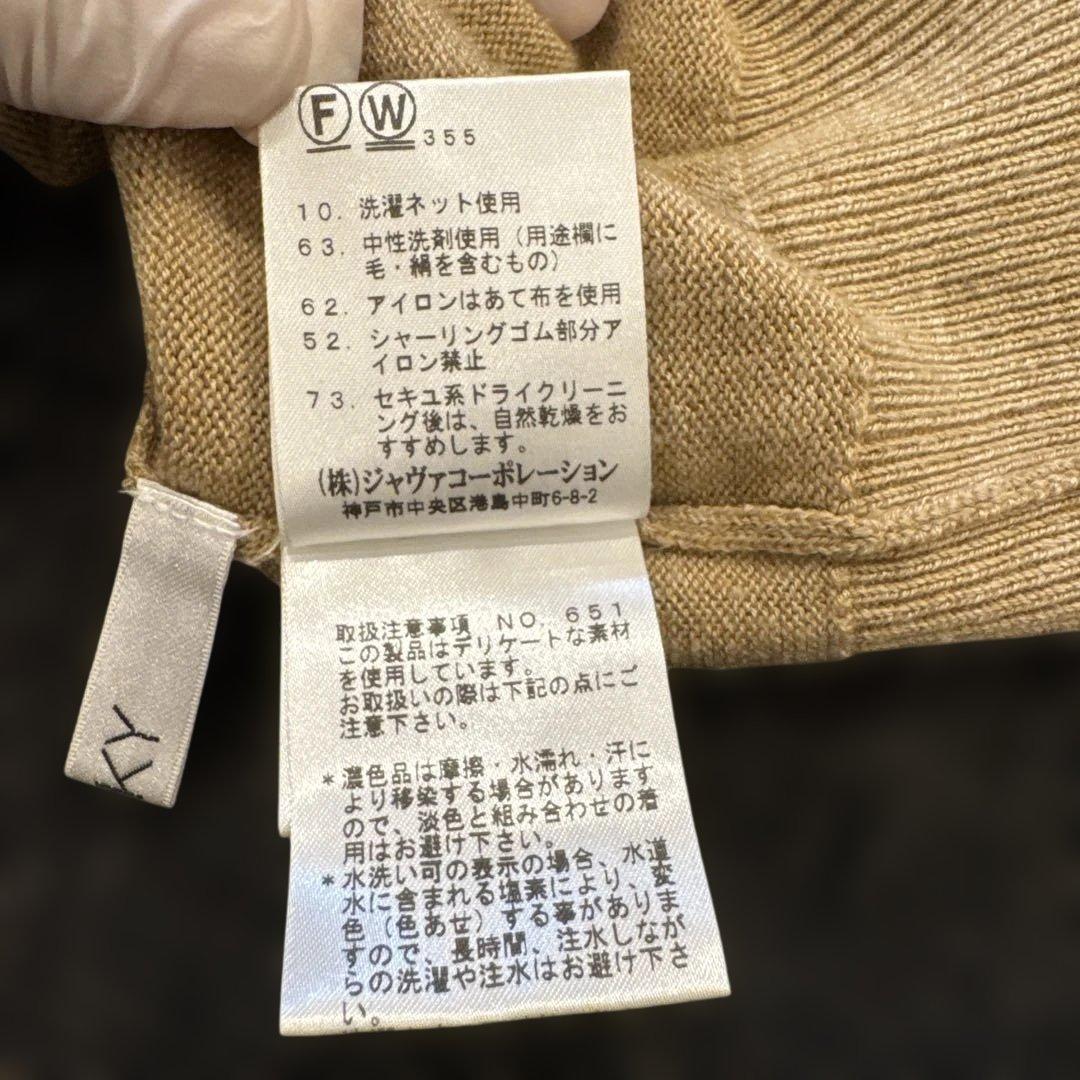 F W 355
10. 洗濯ネット使用
63. 中性洗剤使用(用途欄に
毛・絹を含むもの)
62. アイロンはあて布を使用
52. シャーリングゴム部分ア
イロン禁止
73. セキユ系ドライクリーニ
ング後は、自然乾燥をお
すすめします。
(株)ジャヴァコーポレーション
神戸市中央区港島中町6-8-2
取扱注意事項 NO. 651
この製品はデリケートな素材
を使用しています。
お取扱いの際は下記の点にご
注意下さい。
*濃色品は摩擦・水濡れ・汗に
より移染する場合があります
ので、淡色と組み合わせの着
用はお避け下さい。
*水洗い可の表示の場合、水道
水に含まれる塩素により、変
色(色あせ)する事がありま
すので、長時間、注水しなが
らの洗濯や注水はお避け下さ
い。
KY